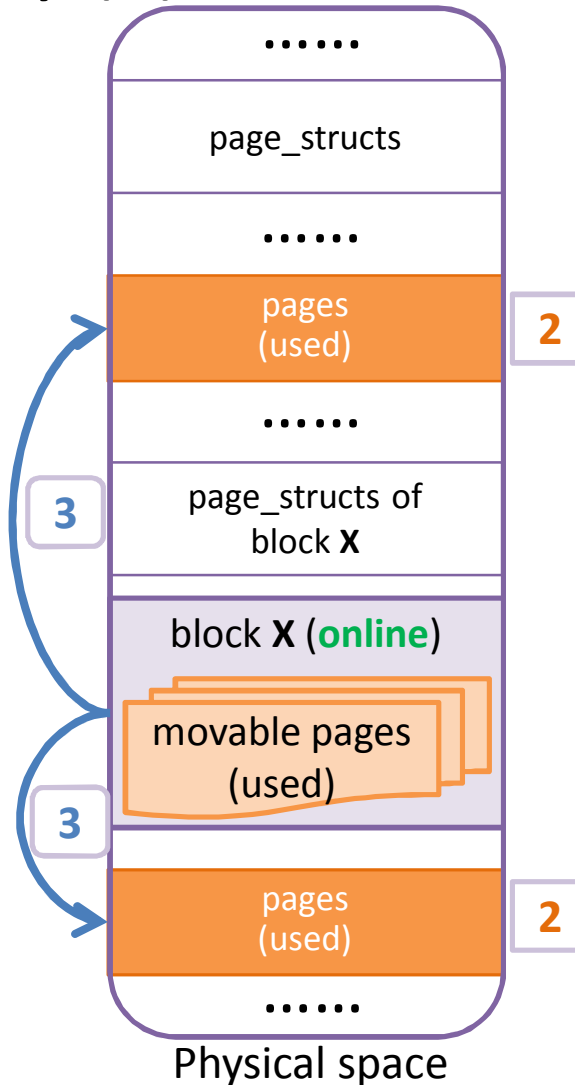 ......
page_structs
......
pages
(used)
2
......
3
page_structs of
block X
block X (online)
movable pages
(used)
3
pages
(used)
2
......
Physical space